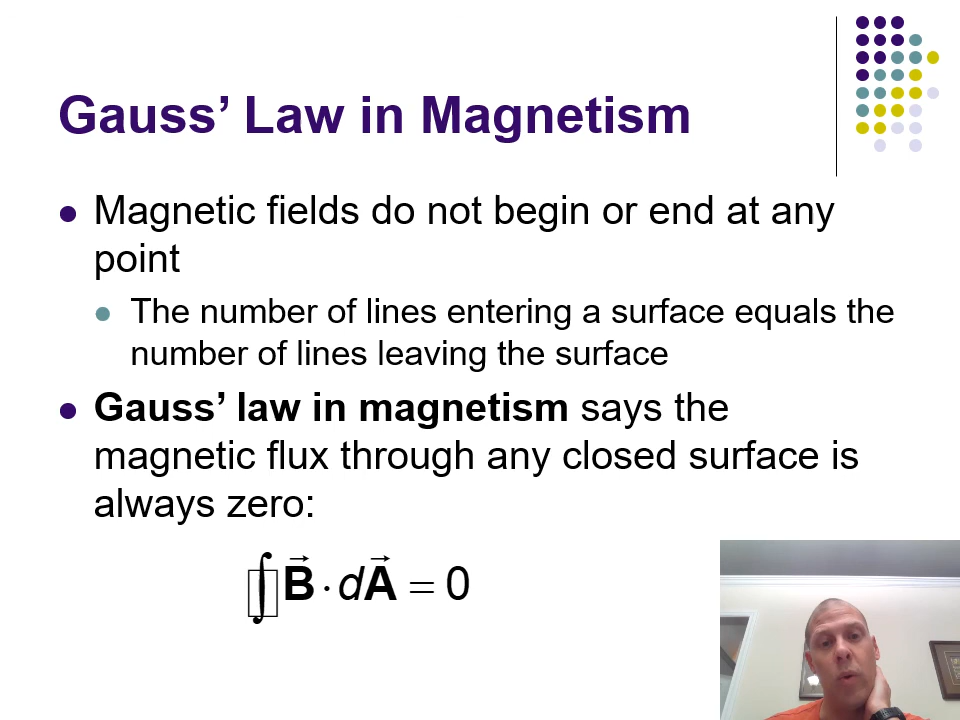 Gauss’ Law in Magnetism
Magnetic fields do not begin or end at any
point
The number of lines entering a surface equals the
number of lines leaving the surface
Gauss’ law in magnetism says the
magnetic flux through any closed surface is
always zero:
∮ B⃗ · dA⃗ = 0